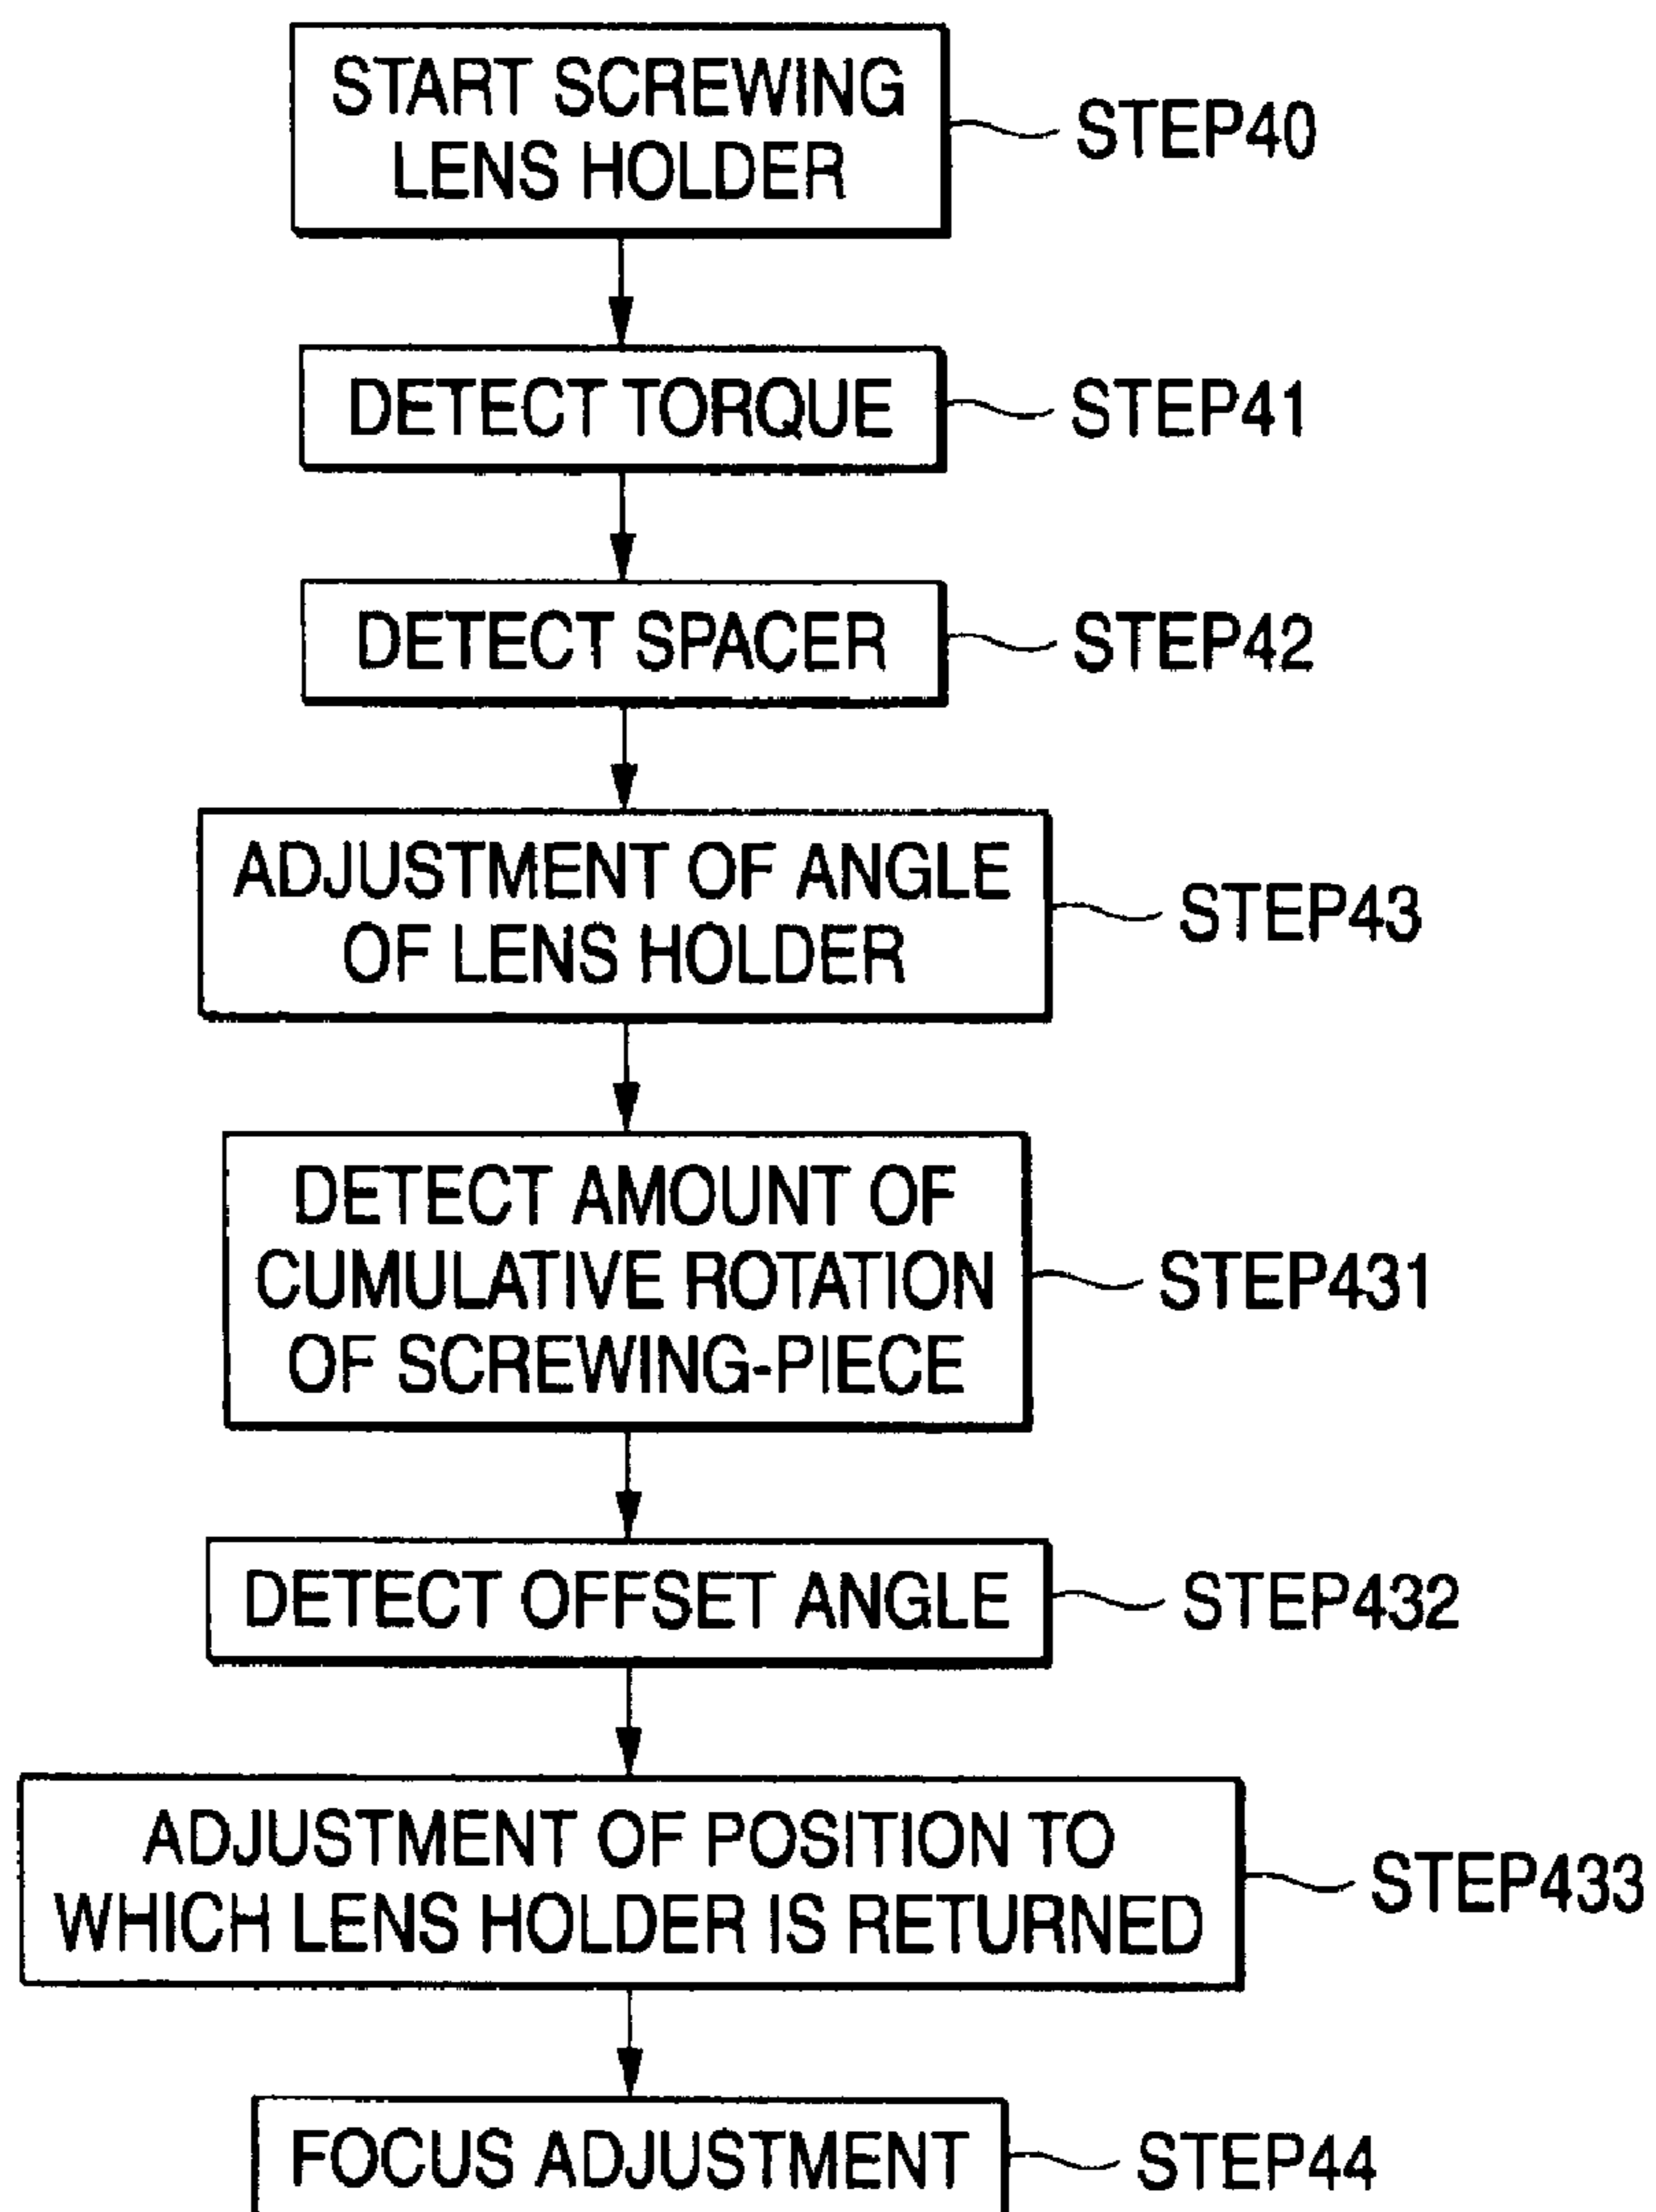 START SCREWING
LENS HOLDER
STEP40
DETECT TORQUE
STEP41
DETECT SPACER
STEP42
ADJUSTMENT OF ANGLE
OF LENS HOLDER
STEP43
DETECT AMOUNT OF
CUMULATIVE ROTATION
OF SCREWING-PIECE
STEP431
DETECT OFFSET ANGLE
STEP432
ADJUSTMENT OF POSITION TO
WHICH LENS HOLDER IS RETURNED
STEP433
FOCUS ADJUSTMENT
STEP44